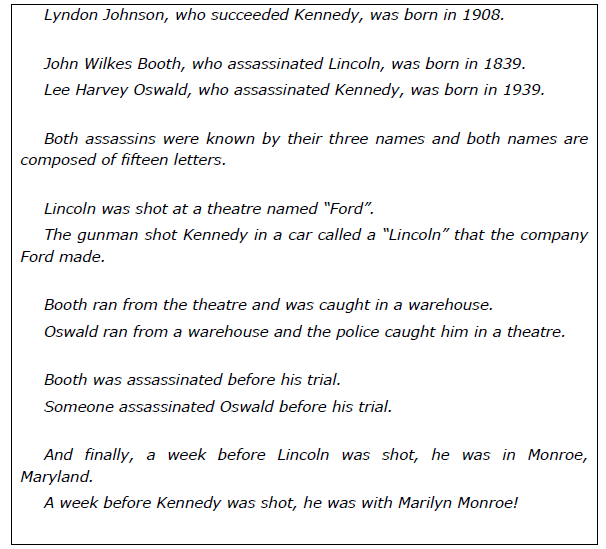 Lyndon Johnson, who succeeded Kennedy, was born in 1908.
John Wilkes Booth, who assassinated Lincoln, was born in 1839.
Lee Harvey Oswald, who assassinated Kennedy, was born in 1939.
Both assassins were known by their three names and both names are
composed of fifteen letters.
Lincoln was shot at a theatre named “Ford”.
The gunman shot Kennedy in a car called a “Lincoln” that the company
Ford made.
Booth ran from the theatre and was caught in a warehouse.
Oswald ran from a warehouse and the police caught him in a theatre.
Booth was assassinated before his trial.
Someone assassinated Oswald before his trial.
And finally, a week before Lincoln was shot, he was in Monroe,
Maryland.
A week before Kennedy was shot, he was with Marilyn Monroe!